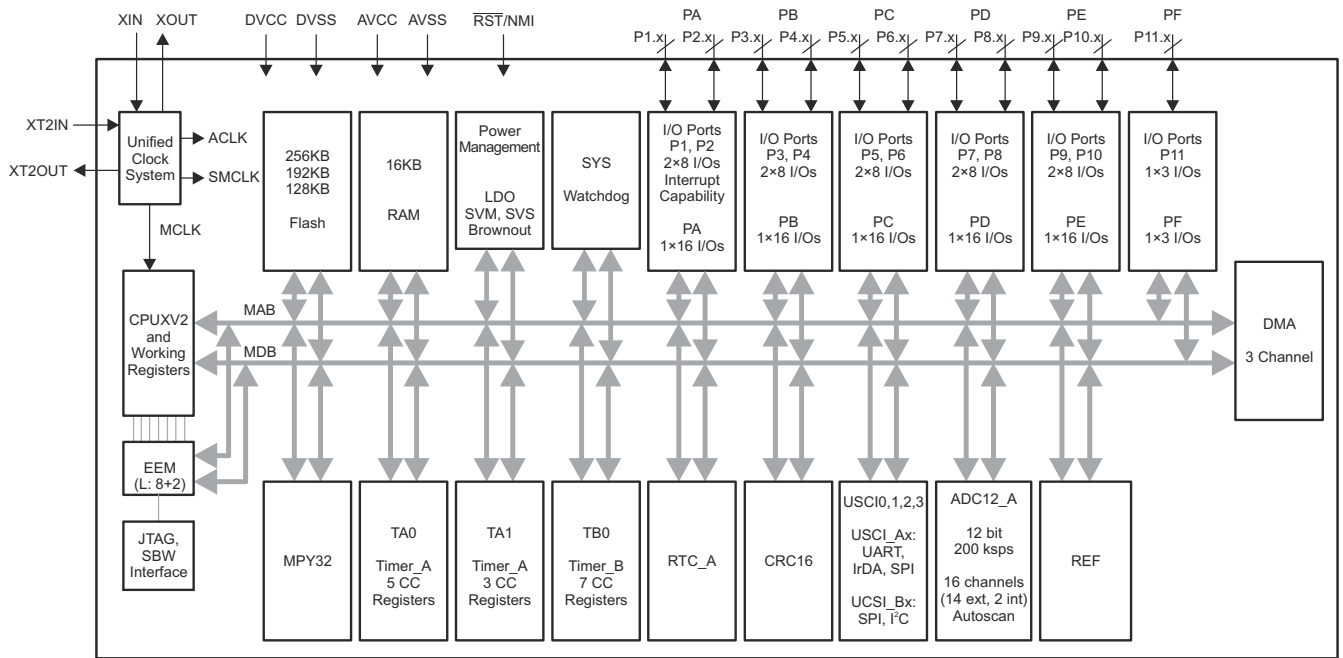 XIN XOUT DVCC DVSS AVCC AVSS RST/NMI
PA PB PC PD PE PF
P1.x P2.x P3.x P4.x P5.x P6.x P7.x P8.x P9.x P10.x P11.x
XT2IN
XT2OUT
Unified
Clock
System
ACLK
SMCLK
MCLK
256KB
192KB
128KB
Flash
16KB
RAM
Power
Management
LDO
SVM, SVS
Brownout
SYS
Watchdog
I/O Ports
P1, P2
2×8 I/Os
Interrupt
Capability
PA
1×16 I/Os
I/O Ports
P3, P4
2×8 I/Os
PB
1×16 I/Os
I/O Ports
P5, P6
2×8 I/Os
PC
1×16 I/Os
I/O Ports
P7, P8
2×8 I/Os
PD
1×16 I/Os
I/O Ports
P9, P10
2×8 I/Os
PE
1×16 I/Os
I/O Ports
P11
1×3 I/Os
PF
1×3 I/Os
CPUXV2
and
Working
Registers
MAB
MDB
DMA
3 Channel
EEM
(L: 8+2)
JTAG,
SBW
Interface
MPY32
TA0
Timer_A
5 CC
Registers
TA1
Timer_A
3 CC
Registers
TB0
Timer_B
7 CC
Registers
RTC_A
CRC16
USCI0,1,2,3
USCI_Ax:
UART,
IrDA, SPI
UCSI_Bx:
SPI, I²C
ADC12_A
12 bit
200 ksps
16 channels
(14 ext, 2 int)
Autoscan
REF